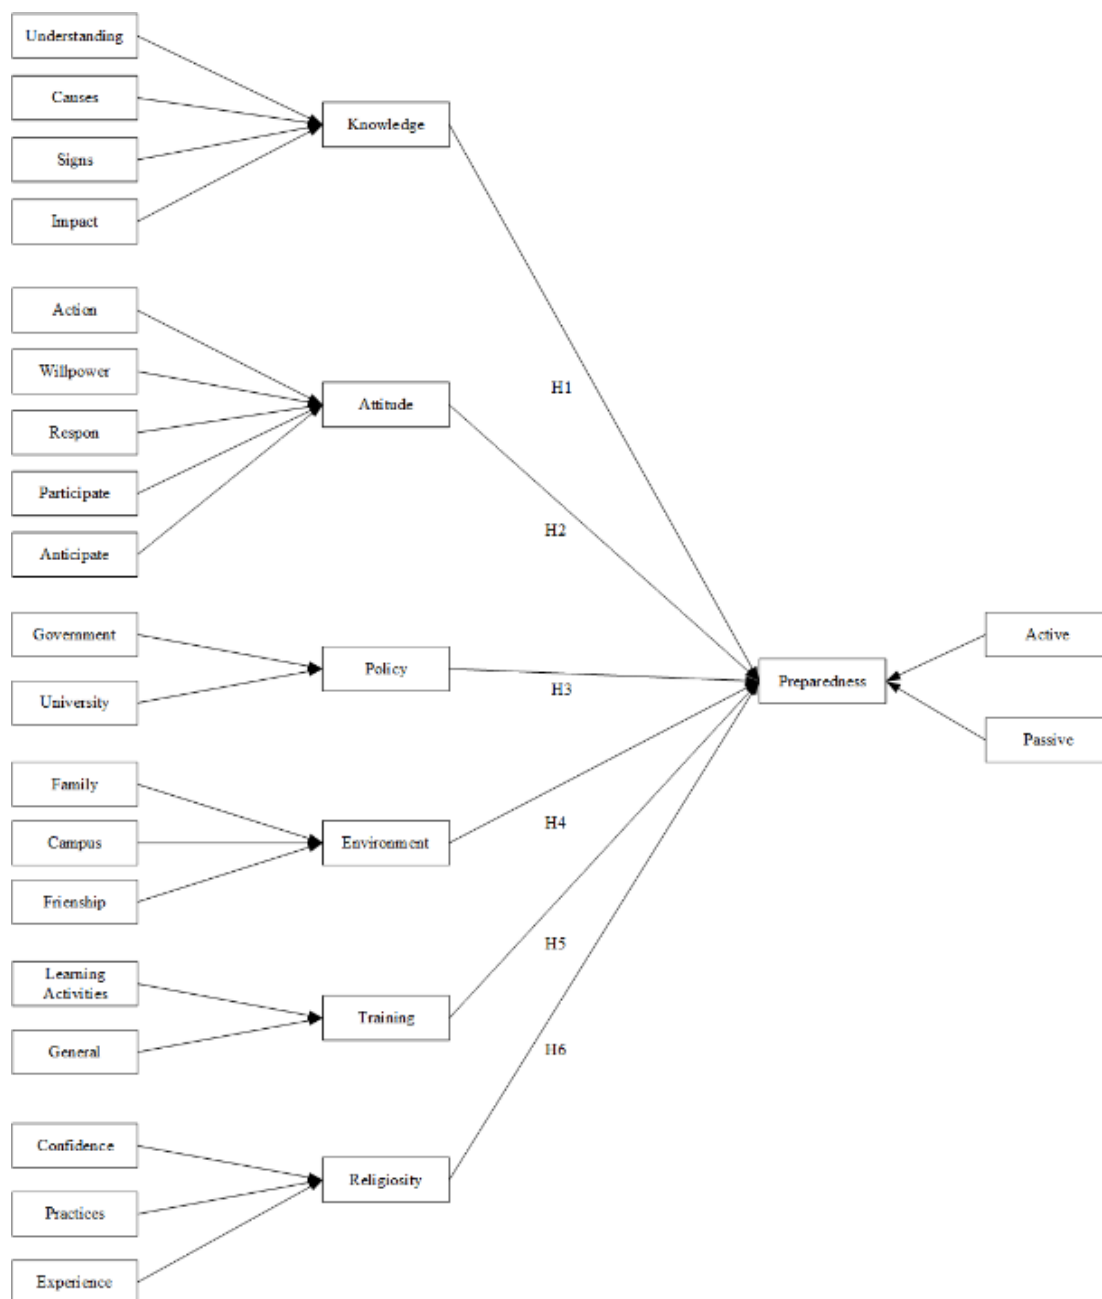 Understanding
Causes
Signs
Impact
Knowledge
Action
Willpower
Respon
Participate
Anticipate
Attitude
Government
University
Policy
Family
Campus
Frienship
Environment
Learning
Activities
General
Training
Confidence
Practices
Experience
Religiosity
H1
H2
H3
H4
H5
H6
Preparedness
Active
Passive